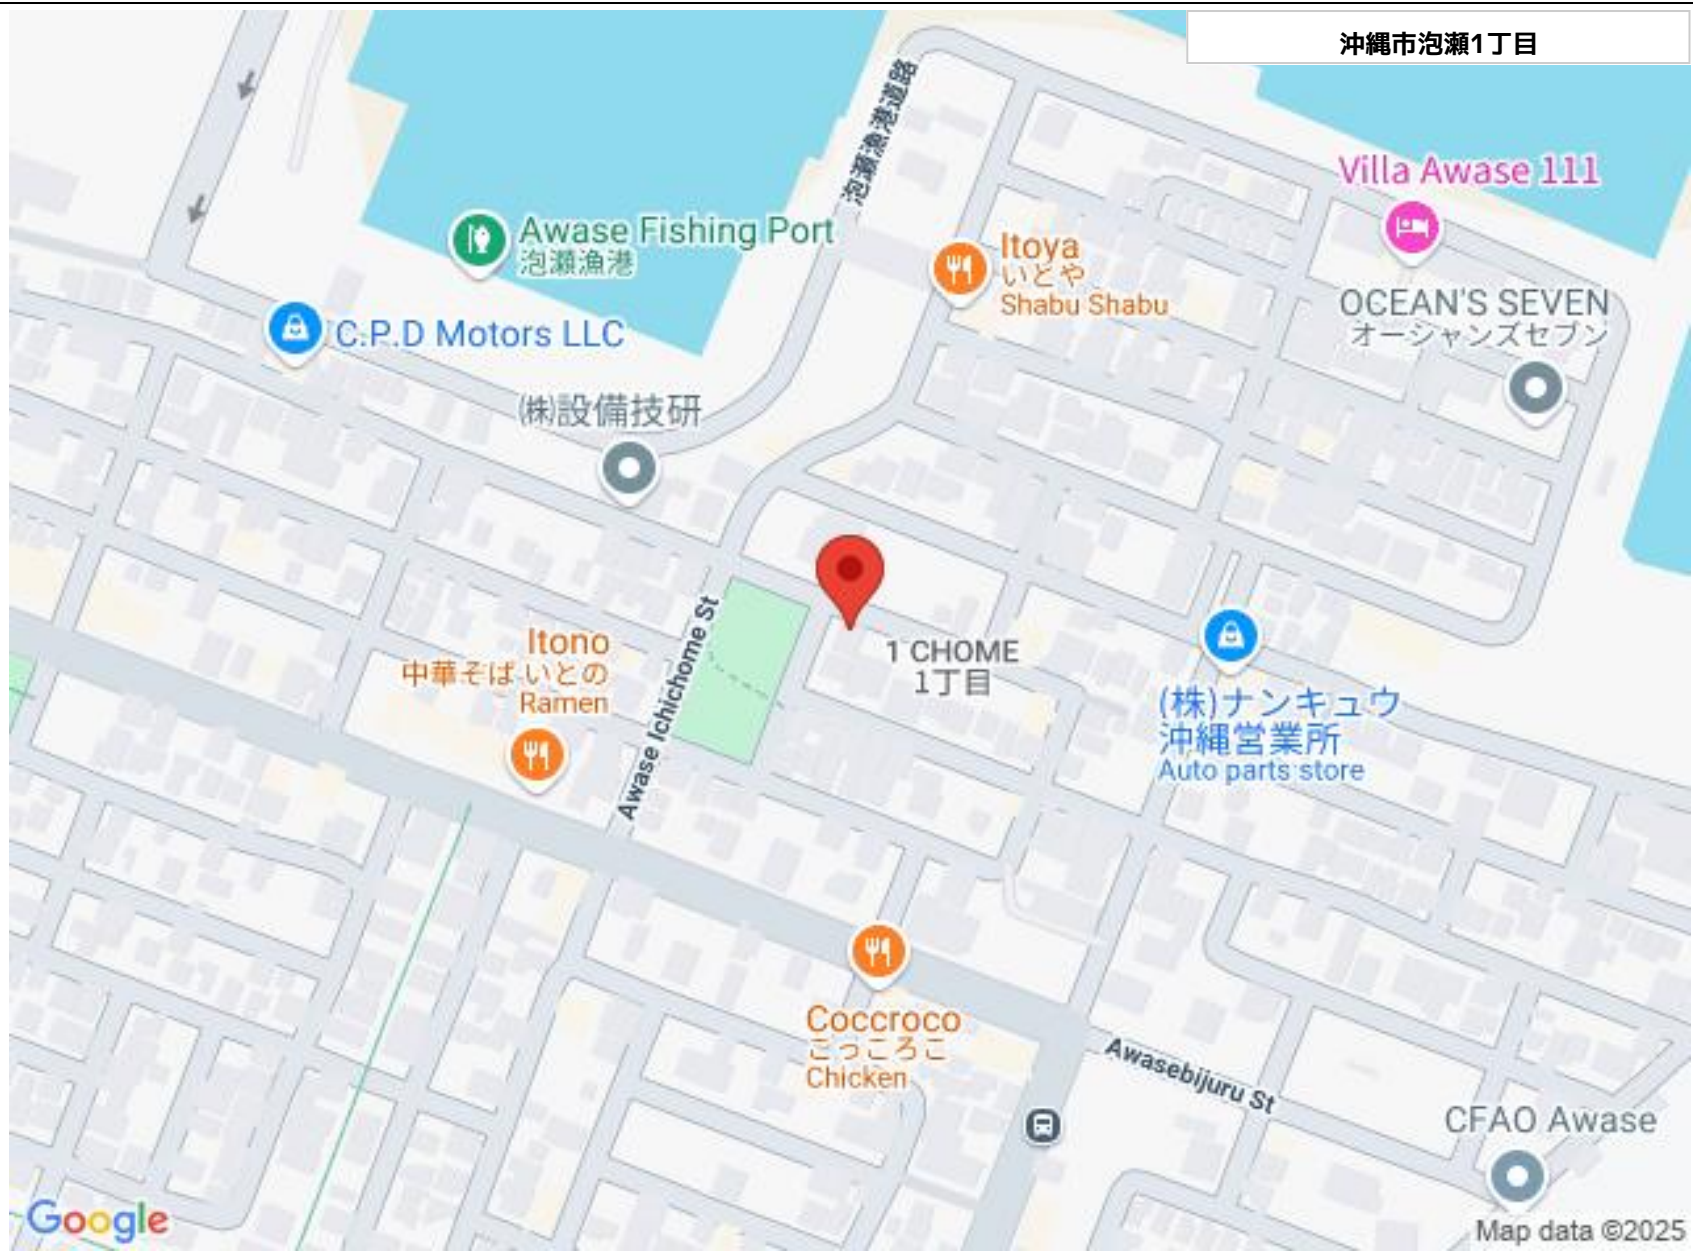 沖縄市泡瀬1丁目
泡瀬漁港道路
Villa Awase 111
Awase Fishing Port
泡瀬漁港
Itoya
いとや
Shabu Shabu
OCEAN'S SEVEN
オーシャンズセブン
C.P.D Motors LLC
(株)設備技研
Itono
中華そば いとの
Ramen
Awase Ichichome St
1 CHOME
1丁目
(株)ナンキュウ
沖縄営業所
Auto parts store
Coccroco
こっころこ
Chicken
Awasebijuru St
CFAO Awase
Google
Map data ©2025